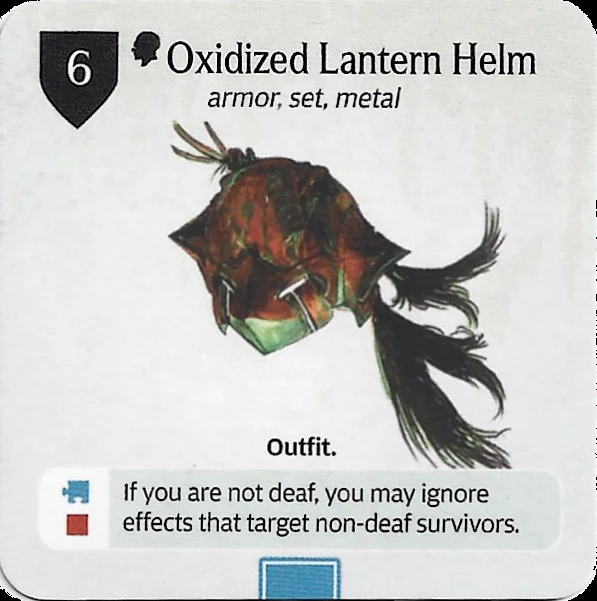 6
Oxidized Lantern Helm
armor, set, metal
Outfit.
If you are not deaf, you may ignore
effects that target non-deaf survivors.